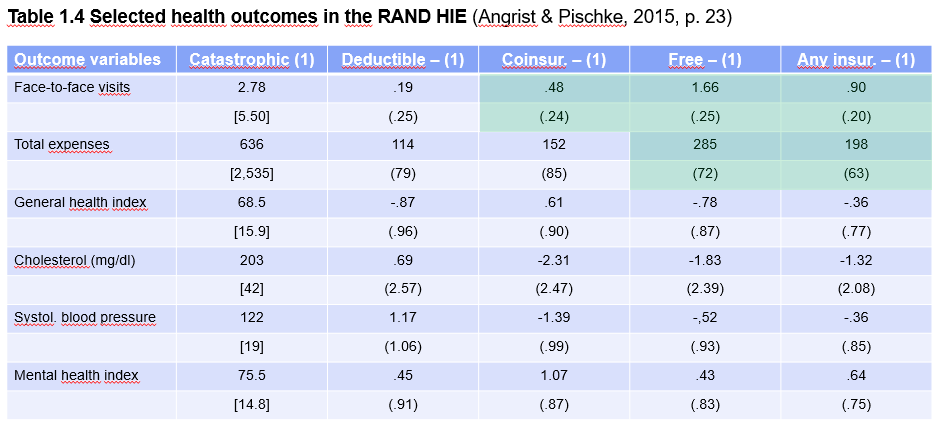 Table 1.4 Selected health outcomes in the RAND HIE (Angrist & Pischke, 2015, p. 23)
Outcome variables Catastrophic (1) Deductible – (1) Coinsur. – (1) Free – (1) Any insur. – (1)
Face-to-face visits 2.78 .19 .48 1.66 .90
[5.50] (.25) (.24) (.25) (.20)
Total expenses 636 114 152 285 198
[2,535] (79) (85) (72) (63)
General health index 68.5 -.87 .61 -.78 -.36
[15.9] (.96) (.90) (.87) (.77)
Cholesterol (mg/dl) 203 .69 -2.31 -1.83 -1.32
[42] (2.57) (2.47) (2.39) (2.08)
Systol. blood pressure 122 1.17 -1.39 -,52 -.36
[19] (1.06) (.99) (.93) (.85)
Mental health index 75.5 .45 1.07 .43 .64
[14.8] (.91) (.87) (.83) (.75)